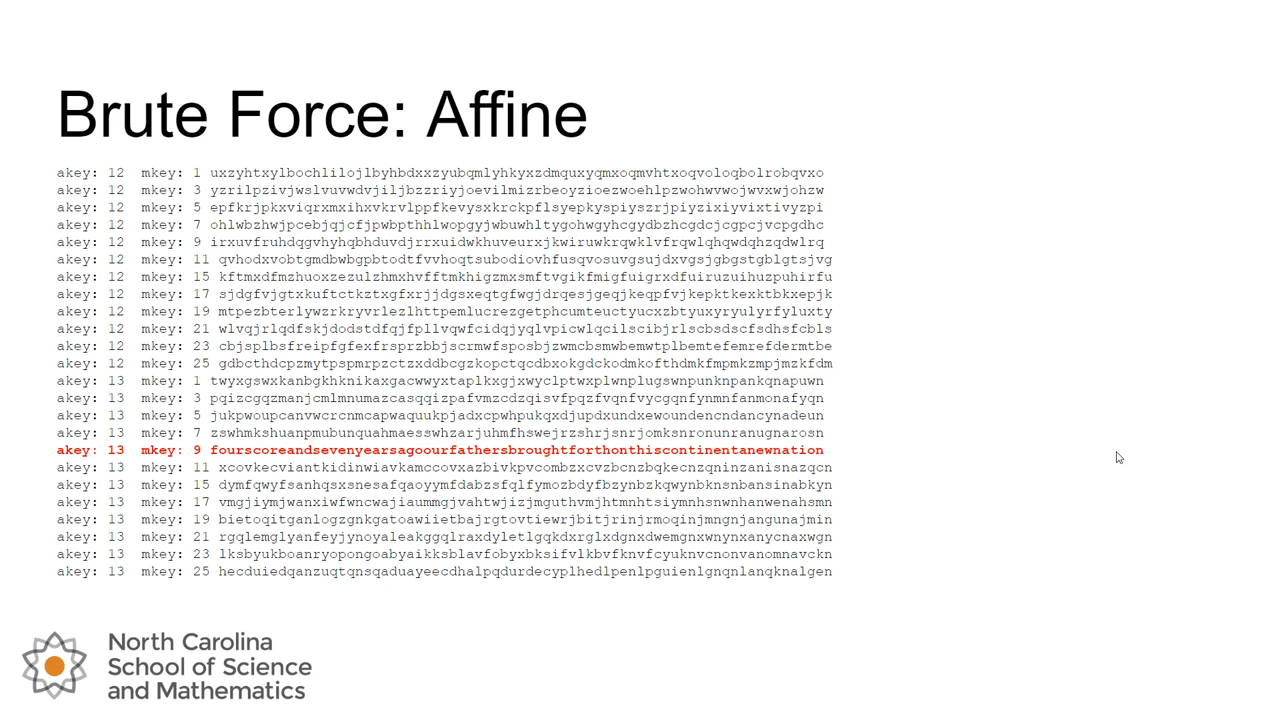 Brute Force: Affine
akey: 12 mkey: 1 uxzyhtxylbochlilojlbyhbdxxzyubqmlyhkyxzdmquxyqmxoqmvhtxoqvoloqbolrobqvxo
akey: 12 mkey: 3 yzrilpzivjwslvuvwdvjiljbzzriyjoevilmizrbeoyzioezwoehlpzwohwvwojwvxwjohzw
akey: 12 mkey: 5 epfkrjpkxviqrxmxihxvkrvlppfkevysxkrckpflsyepkyspiyszrjpiyzixiyvixtivyzpi
akey: 12 mkey: 7 ohlwbzhwjpcebjqjcfjpwbpthhlwopgyjwbuwhltygohwgyhcgydbzhcgdcjcgpcjvcpgdhc
akey: 12 mkey: 9 irxuvfruhdqgvhyhqbhduvdjrrxuidwkhuveurxjkwiruwkrqwklvfrqwlqhqwdqhzqdwlrq
akey: 12 mkey: 11 qvhodxvobtgmdbwbgpbtodtfvvhoqtsubodiovhfusqvosuvgsujdxvgsjgbgstgblgtsjvg
akey: 12 mkey: 15 kftmxdfmzhuoxzezulzhmxhvfftmkhigzmxsmftvgikfmigfuigrxdfuiruzuihuzpuhirfu
akey: 12 mkey: 17 sjdgfvjgtxkuftctkztxgfxrjjdgsxeqtgfwgjdrqesjgeqjkeqpfvjkepktkexktbkxepjk
akey: 12 mkey: 19 mtpezbterlywzrkryvrlezlhttpemlucrezgetphcumteuctyucxzbtyuxyryulyrfyluxty
akey: 12 mkey: 21 wlvqjrlqdfskjdodstdfqjfpllvqwfcidqjyqlvpicwlqcilscibjrlscbsdscfsdhsfcbls
akey: 12 mkey: 23 cbjsplbsfreipfgfexfrsprzbbjscrmwfsposbjzwmcbsmwbemwtplbemtefemrefdermtbe
akey: 12 mkey: 25 gdbcthdcpzmytpspmrpzctzxddbcgzkopctqcdbxokgdckodmkofthdmkfmpmkzmpjmzkfdm
akey: 13 mkey: 1 twyxgswxkanbgkhknikaxgacwwyxtaplkxgjxwyclptwxplwnplugswnpunknpankqnapuwn
akey: 13 mkey: 3 pqizcgqzmanjcmlmnumazcasqqizpafvmzcdzqisvfpqzfvqnfvycgqnfynmnfanmonafyqn
akey: 13 mkey: 5 jukpwoupcanvwcrcnmcapwaquukpjadxcpwhpukqxdjupdxundxewoundencndancynadeun
akey: 13 mkey: 7 zswhmkshuanpmubunquahmaesswhzarjuhmfhswejrzshrjsnrjomksnronunranugnarosn
akey: 13 mkey: 9 fourscoreandsevenyearsagoourfathersbroughtforthonthiscontinentanewnation
akey: 13 mkey: 11 xcovkecviantkidinwiavkamccovxazbivkpvcombzxcvzbcnzbqkecnzqninzanisnazqcn
akey: 13 mkey: 15 dymfqwyfsanhqsxsnesafqaoyymfdabzsfqlfymozbdyfbzynbzkqwynbknsnbansinabkyn
akey: 13 mkey: 17 vmgjiymjwanxiwfwncwajiaummgjvahtwjizjmguthvmjhtmnhtsiymnhsnwnhanwenahsmn
akey: 13 mkey: 19 bietoqitganlogzgnkgatoawiietbajrgtovtiewrjbitjrinjrmoqinjmngnjangunajmin
akey: 13 mkey: 21 rgqlemglyanfeyjynoyaleakggqlraxdyletlgqkdxrglxdgnxdwemgnxwnynxanycnaxwgn
akey: 13 mkey: 23 lksbyukboanryopongoabyaikksblavfobyxbksifvlkbvfknvfcyuknvcnonvanomnavckn
akey: 13 mkey: 25 hecduiedqanzuqtqnsqaduayeecdhalpqdurdecyplhedlpenlpguienlgnqnlanqknalgen
North Carolina
School of Science
and Mathematics